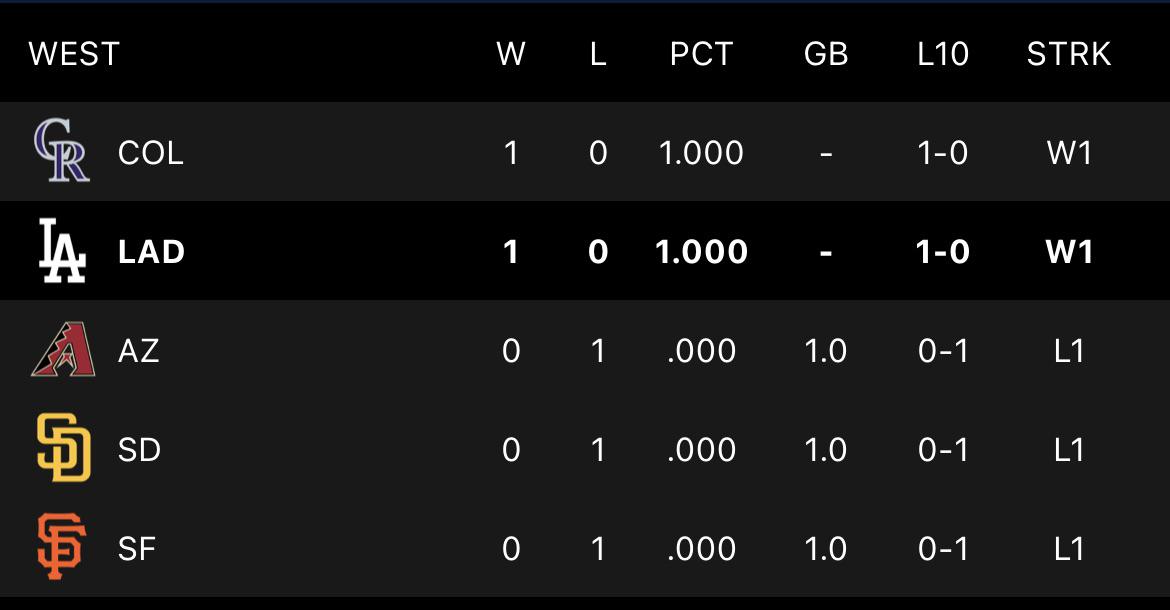 WEST W L PCT GB L10 STRK
CR COL 1 0 1.000 - 1-0 W1
LA LAD 1 0 1.000 - 1-0 W1
A AZ 0 1 .000 1.0 0-1 L1
SD SD 0 1 .000 1.0 0-1 L1
SF SF 0 1 .000 1.0 0-1 L1